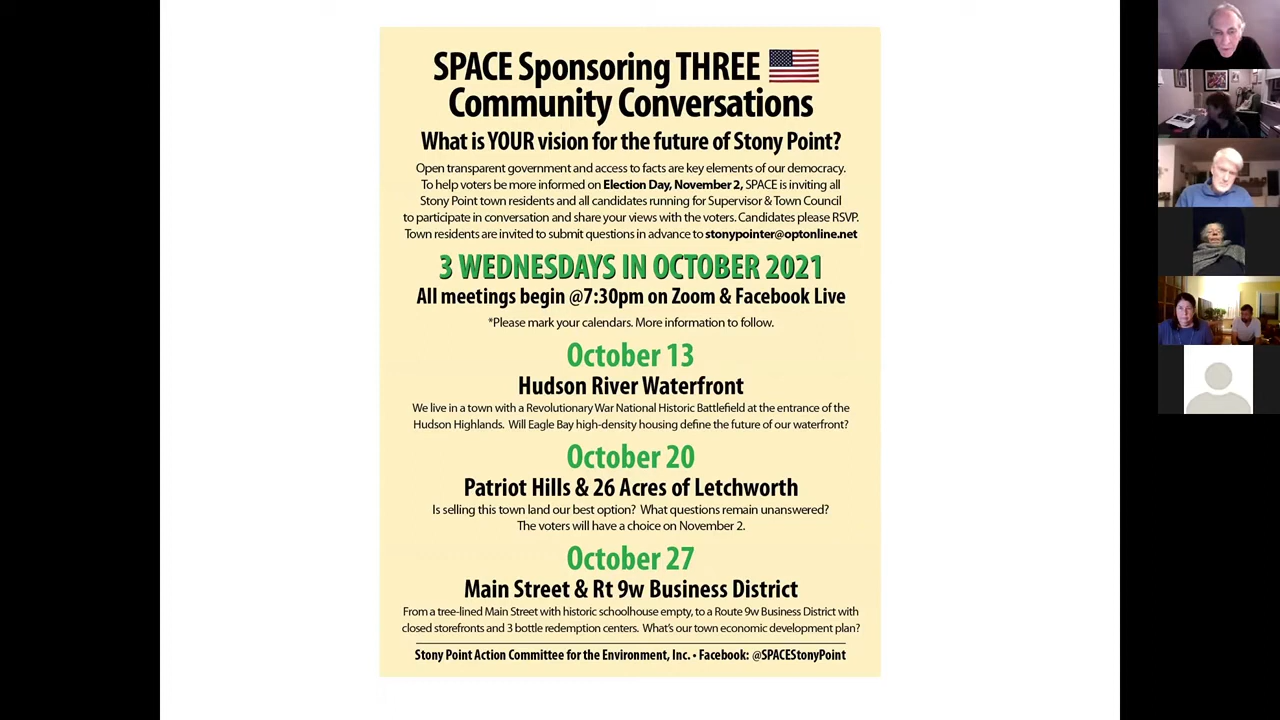 SPACE Sponsoring THREE
Community Conversations
What is YOUR vision for the future of Stony Point?
Open transparent government and access to facts are key elements of our democracy.
To help voters be more informed on Election Day, November 2, SPACE is inviting all
Stony Point town residents and all candidates running for Supervisor & Town Council
to participate in conversation and share your views with the voters. Candidates please RSVP.
Town residents are invited to submit questions in advance to stonypointer@optonline.net
3 WEDNESDAYS IN OCTOBER 2021
All meetings begin @7:30pm on Zoom & Facebook Live
*Please mark your calendars. More information to follow.
October 13
Hudson River Waterfront
We live in a town with a Revolutionary War National Historic Battlefield at the entrance of the
Hudson Highlands. Will Eagle Bay high-density housing define the future of our waterfront?
October 20
Patriot Hills & 26 Acres of Letchworth
Is selling this town land our best option? What questions remain unanswered?
The voters will have a choice on November 2.
October 27
Main Street & Rt 9w Business District
From a tree-lined Main Street with historic schoolhouse empty, to a Route 9w Business District with
closed storefronts and 3 bottle redemption centers. What's our town economic development plan?
Stony Point Action Committee for the Environment, Inc. • Facebook: @SPACEStonyPoint